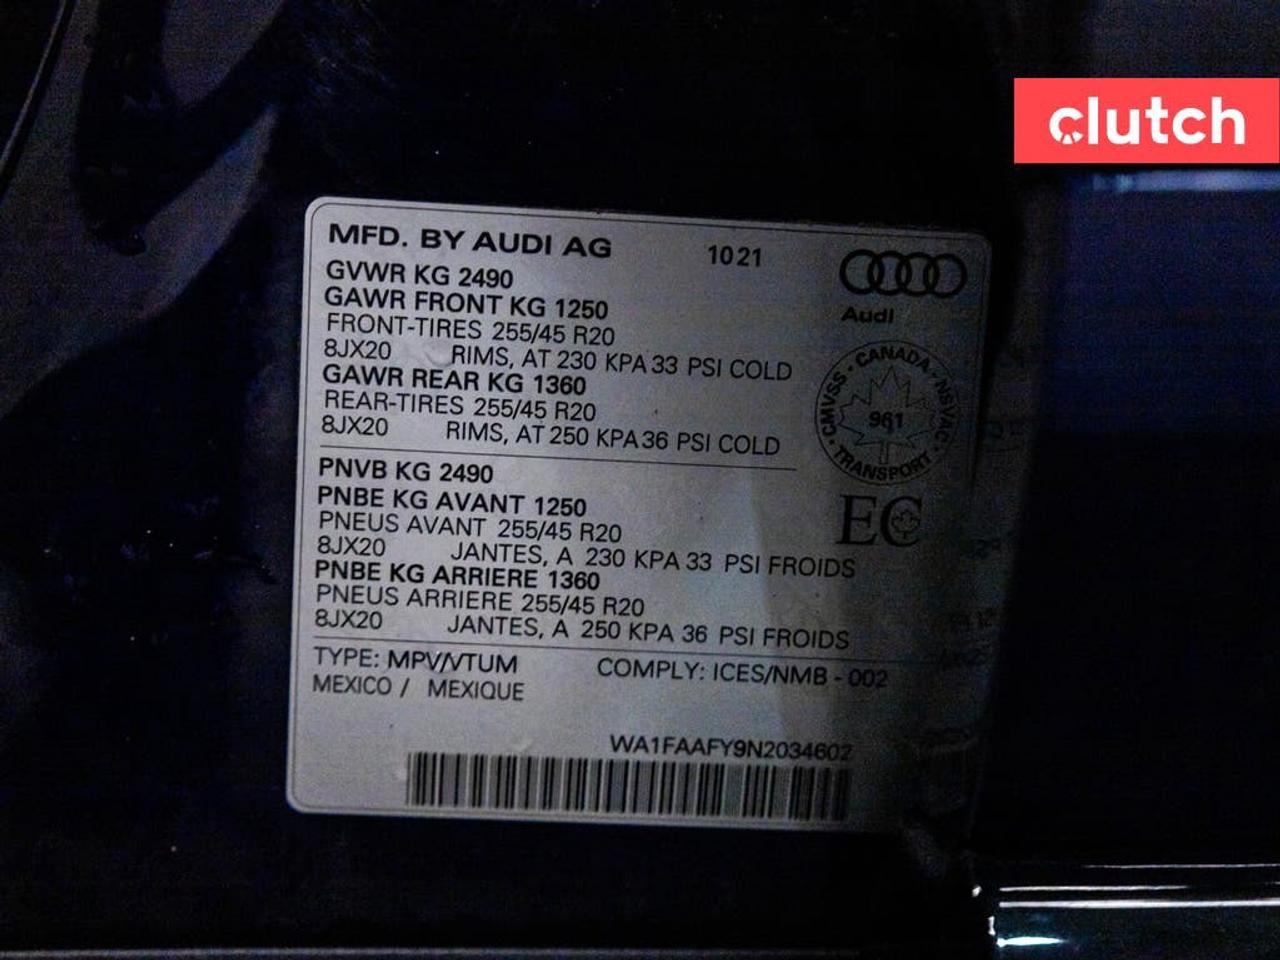 clutch
MFD. BY AUDI AG 1021
GVWR KG 2490
GAWR FRONT KG 1250
FRONT-TIRES 255/45 R20
8JX20 RIMS, AT 230 KPA 33 PSI COLD
GAWR REAR KG 1360
REAR-TIRES 255/45 R20
8JX20 RIMS, AT 250 KPA 36 PSI COLD
Audi
CMVSS · CANADA · NSVAC · TRANSPORT ·
961
PNVB KG 2490
PNBE KG AVANT 1250
PNEUS AVANT 255/45 R20
8JX20 JANTES, A 230 KPA 33 PSI FROIDS
PNBE KG ARRIERE 1360
PNEUS ARRIERE 255/45 R20
8JX20 JANTES, A 250 KPA 36 PSI FROIDS
EC
TYPE: MPV/VTUM COMPLY: ICES/NMB - 002
MEXICO / MEXIQUE
WA1FAAFY9N2034602